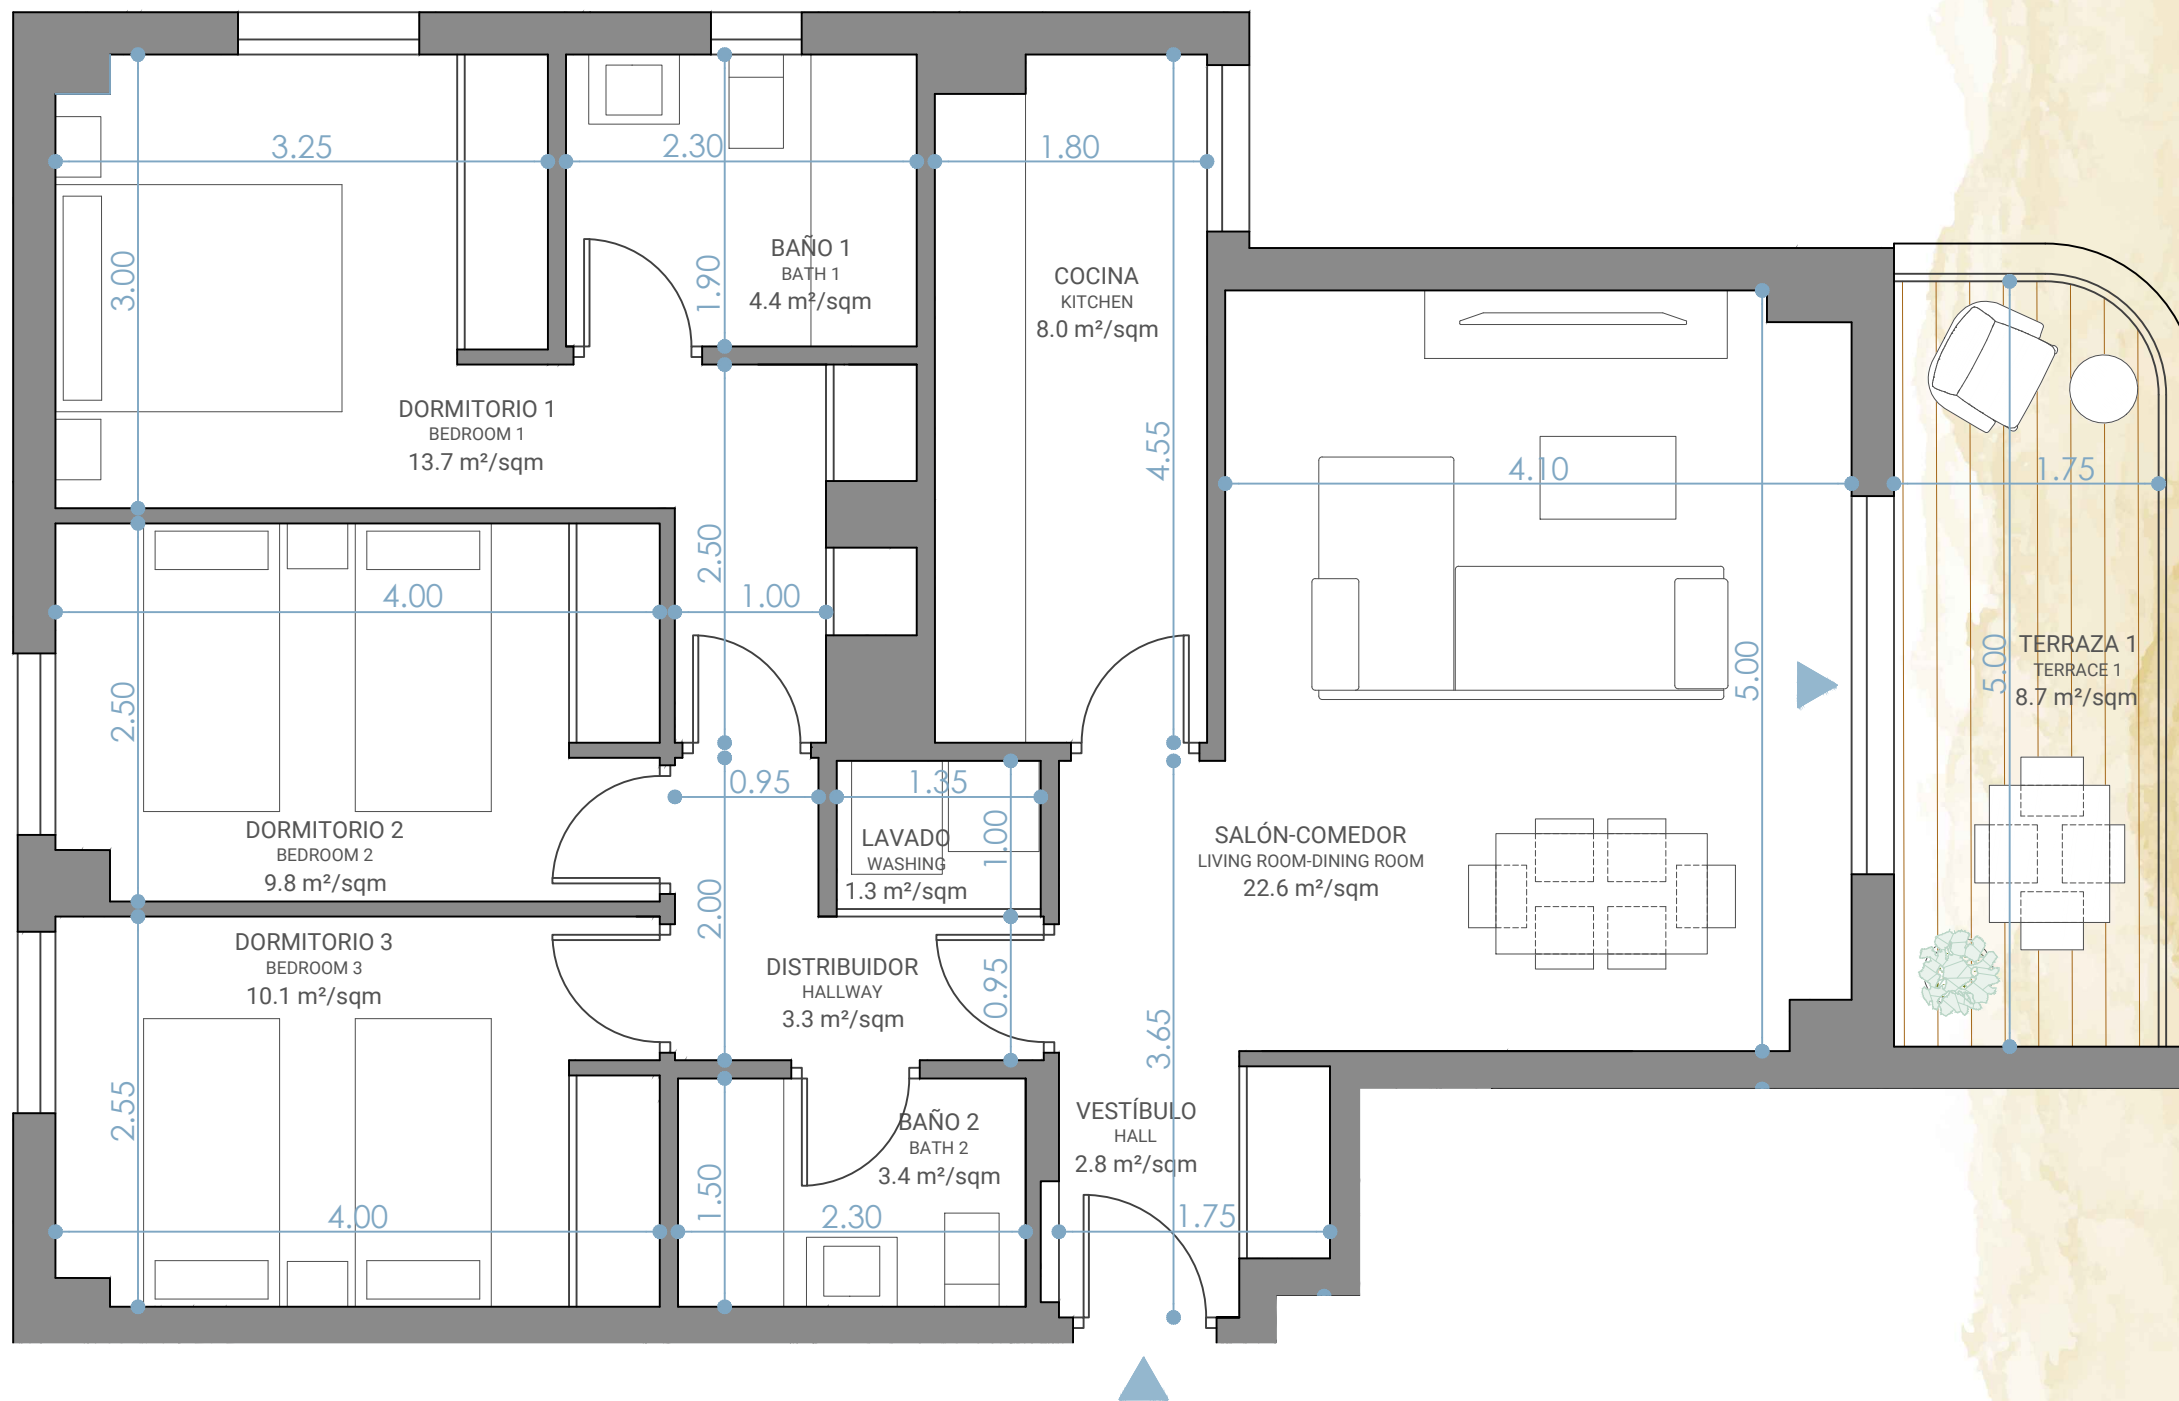 3.25
2.30
1.80
3.00
1.90
BAÑO 1
BATH 1
4.4 m²/sqm
COCINA
KITCHEN
8.0 m²/sqm
DORMITORIO 1
BEDROOM 1
13.7 m²/sqm
4.55
4.10
1.75
2.50
4.00
1.00
2.50
5.00
5.00
TERRAZA 1
TERRACE 1
8.7 m²/sqm
0.95
1.35
1.00
DORMITORIO 2
BEDROOM 2
9.8 m²/sqm
LAVADO
WASHING
1.3 m²/sqm
SALÓN-COMEDOR
LIVING ROOM-DINING ROOM
22.6 m²/sqm
2.00
DORMITORIO 3
BEDROOM 3
10.1 m²/sqm
DISTRIBUIDOR
HALLWAY
3.3 m²/sqm
0.95
3.65
2.55
BAÑO 2
BATH 2
3.4 m²/sqm
VESTÍBULO
HALL
2.8 m²/sqm
1.50
4.00
2.30
1.75